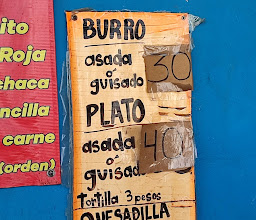 ito
Roja
chaca
ncilla
carne
(orden)
BURRO
asada
o
guisado
30
PLATO
asada
o
guisado
40
tortilla 3 pesos
QUESADILLA